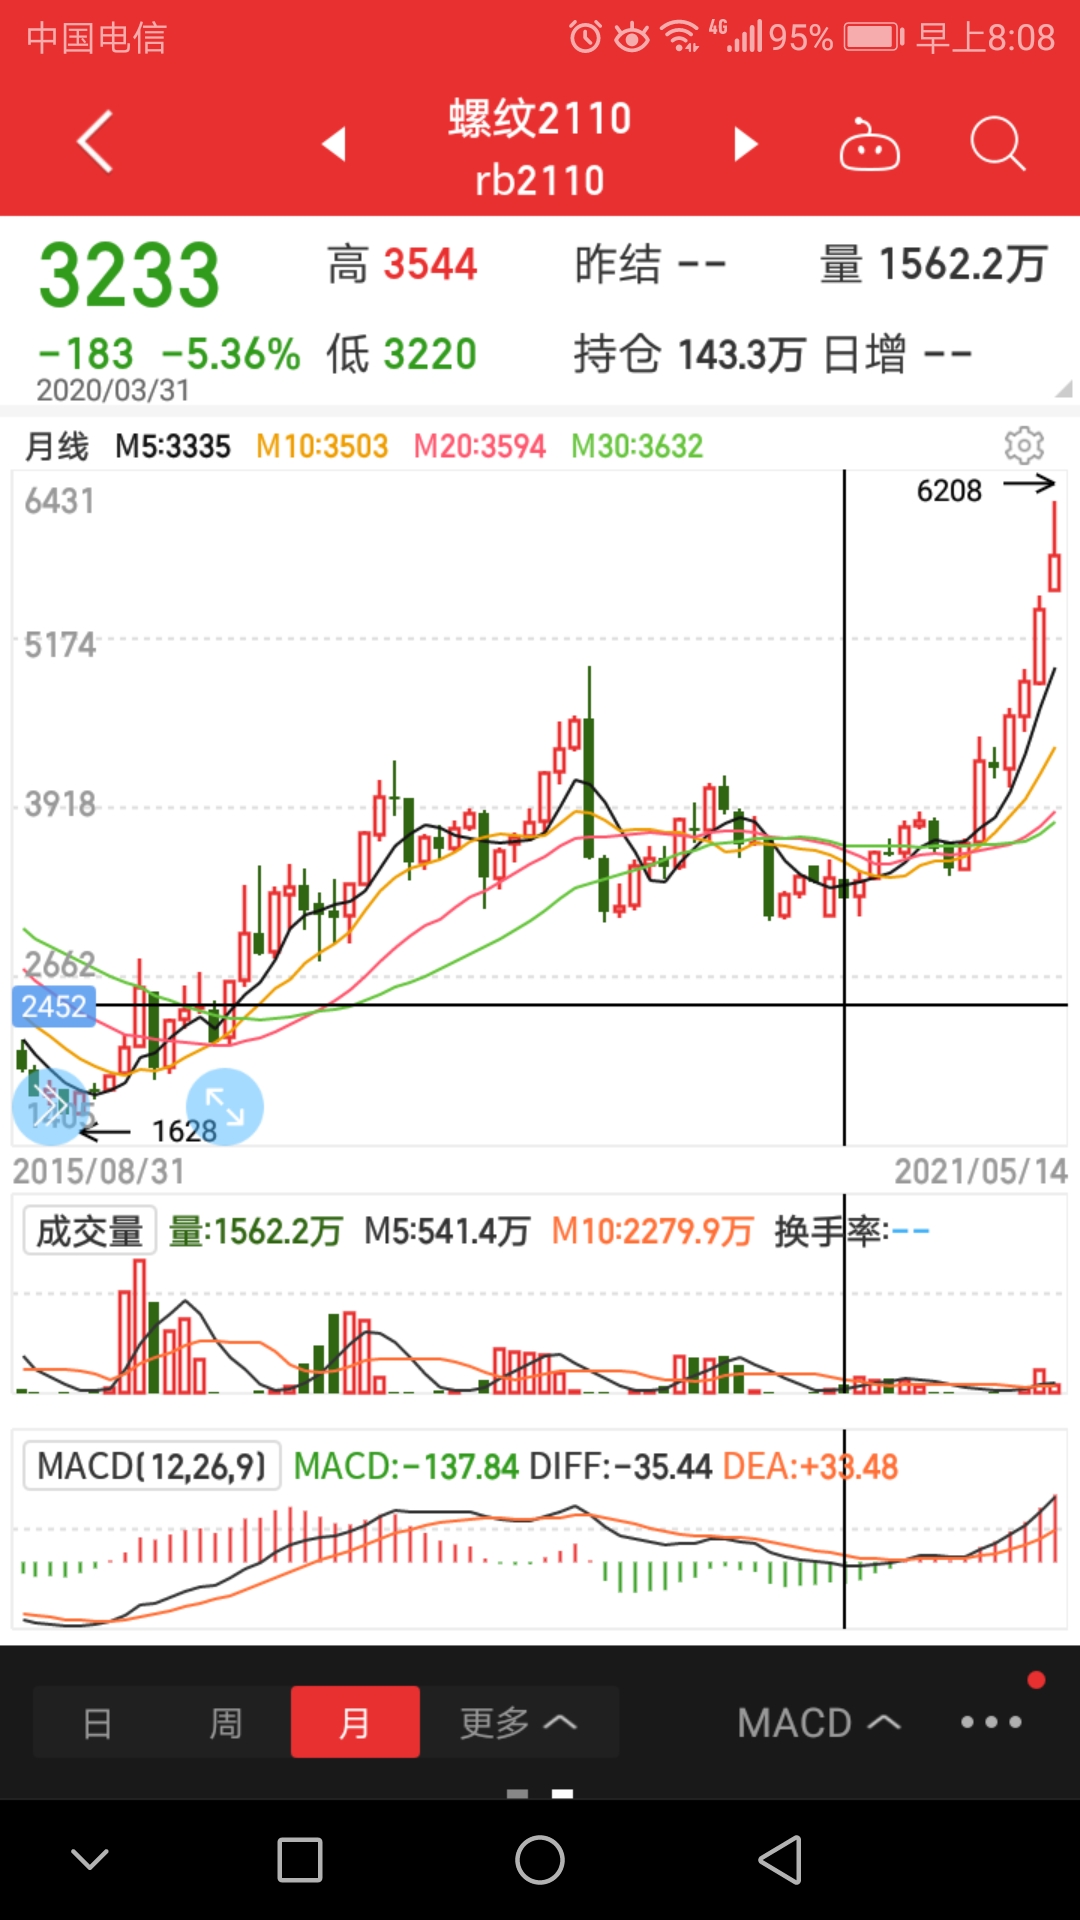 中国电信 4G 95% 早上8:08
螺纹2110
rb2110
3233 高 3544 昨结 -- 量 1562.2万
-183 -5.36% 低 3220 持仓 143.3万 日增 --
2020/03/31
月线 M5:3335 M10:3503 M20:3594 M30:3632
6208
6431
5174
3918
2662
2452
1405
1628
2015/08/31 2021/05/14
成交量 量:1562.2万 M5:541.4万 M10:2279.9万 换手率:--
MACD(12,26,9) MACD:-137.84 DIFF:-35.44 DEA:+33.48
日 周 月 更多 MACD